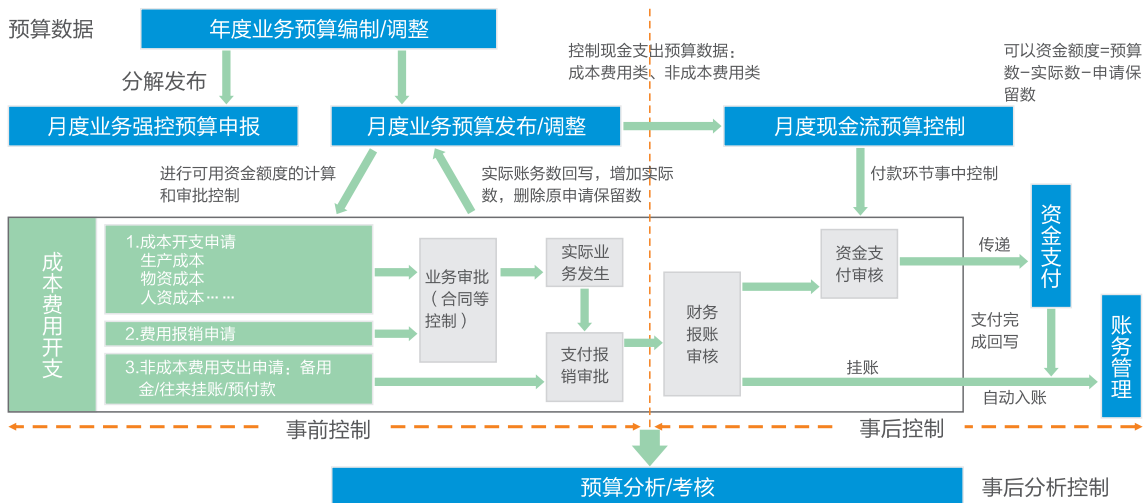 预算数据
年度业务预算编制/调整
控制现金支出预算数据：
成本费用类、非成本费用类
可以资金额度=预算
数-实际数-申请保
留数
分解发布
月度业务强控预算申报
月度业务预算发布/调整
月度现金流预算控制
进行可用资金额度的计算
和审批控制
实际账务数回写，增加实际
数，删除原申请保留数
付款环节事中控制
成本费用开支
1.成本开支申请
生产成本
物资成本
人资成本……
2.费用报销申请
3.非成本费用支出申请：备用
金/往来挂账/预付款
业务审批
（合同等
控制）
实际业
务发生
支付报
销审批
财务
报账
审核
资金支
付审核
传递
资金支付
支付完
成回写
挂账
自动入账
账务管理
事前控制
事后控制
预算分析/考核
事后分析控制